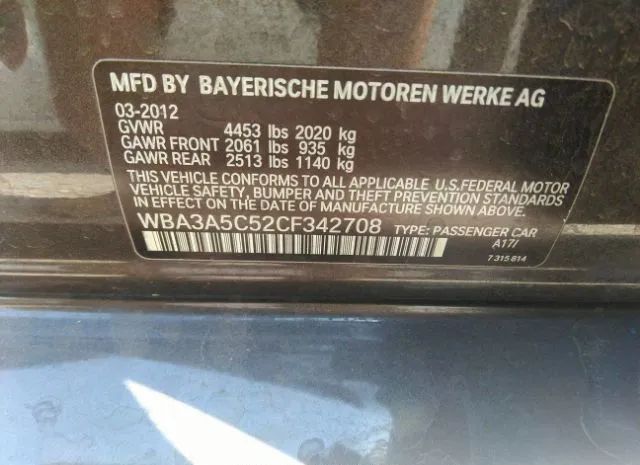 MFD BY BAYERISCHE MOTOREN WERKE AG
03-2012
GVWR 4453 lbs 2020 kg
GAWR FRONT 2061 lbs 935 kg
GAWR REAR 2513 lbs 1140 kg
THIS VEHICLE CONFORMS TO ALL APPLICABLE U.S.FEDERAL MOTOR
VEHICLE SAFETY, BUMPER AND THEFT PREVENTION STANDARDS
IN EFFECT ON THE DATE OF MANUFACTURE SHOWN ABOVE.
WBA3A5C52CF342708 TYPE: PASSENGER CAR
A17/
7 315 814